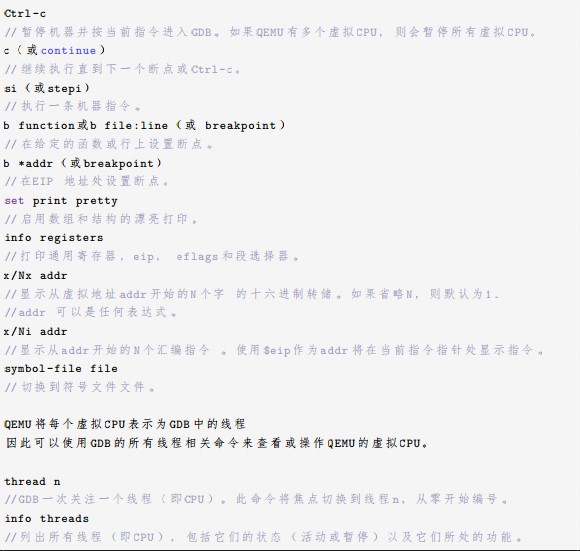 Ctrl-c
//暂停机器并按当前指令进入GDB。如果QEMU有多个虚拟CPU, 则会暂停所有虚拟CPU。
c（或continue）
//继续执行直到下一个断点或Ctrl-c。
si（或stepi）
//执行一条机器指令。
b function或b file:line（或 breakpoint）
//在给定的函数或行上设置断点。
b *addr（或breakpoint）
//在EIP 地址处设置断点。
set print pretty
//启用数组和结构的漂亮打印。
info registers
//打印通用寄存器, eip, eflags和段选择器。
x/Nx addr
//显示从虚拟地址addr开始的N个字 的十六进制转储。如果省略N, 则默认为1.
//addr 可以是任何表达式。
x/Ni addr
//显示从addr开始的N个汇编指令 。使用$eip作为addr将在当前指令指针处显示指令。
symbol-file file
//切换到符号文件文件。
QEMU将每个虚拟CPU表示为GDB中的线程
因此可以使用GDB的所有线程相关命令来查看或操作QEMU的虚拟CPU。
thread n
//GDB一次关注一个线程（即CPU）。此命令将焦点切换到线程n, 从零开始编号。
info threads
//列出所有线程（即CPU）, 包括它们的状态（活动或暂停）以及它们所处的功能。